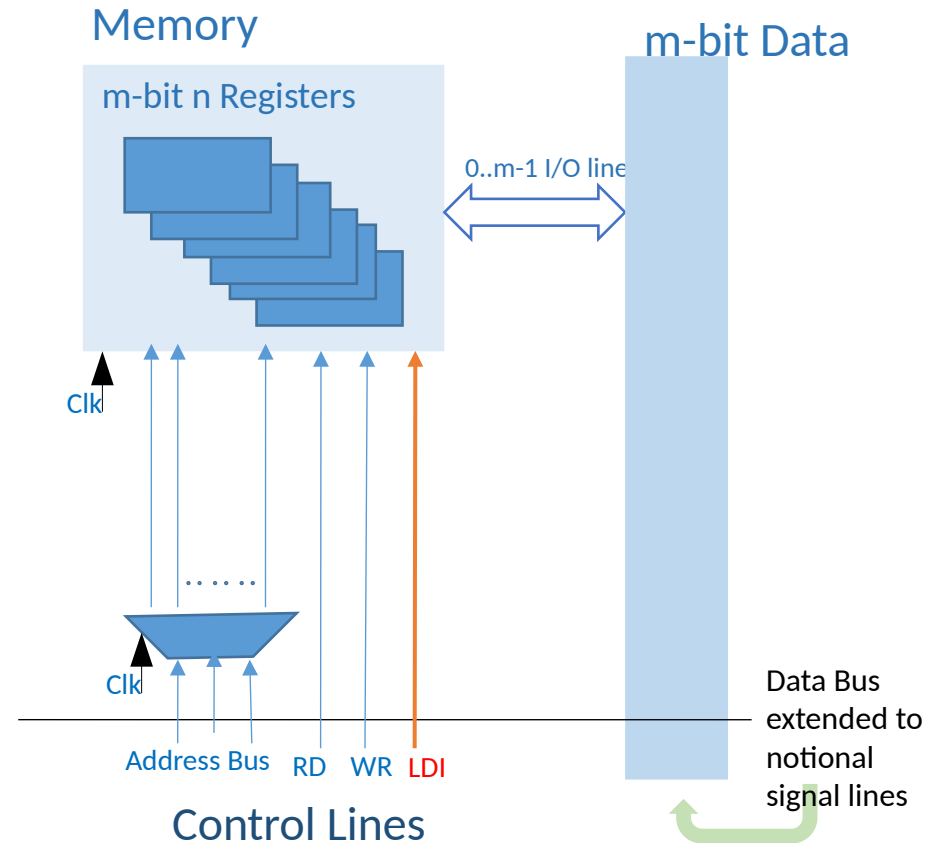 Memory
m-bit Data
m-bit n Registers
0..m-1 I/O line
Clk
......
Clk
Address Bus
RD
WR
LDI
Data Bus
extended to
notional
signal lines
Control Lines